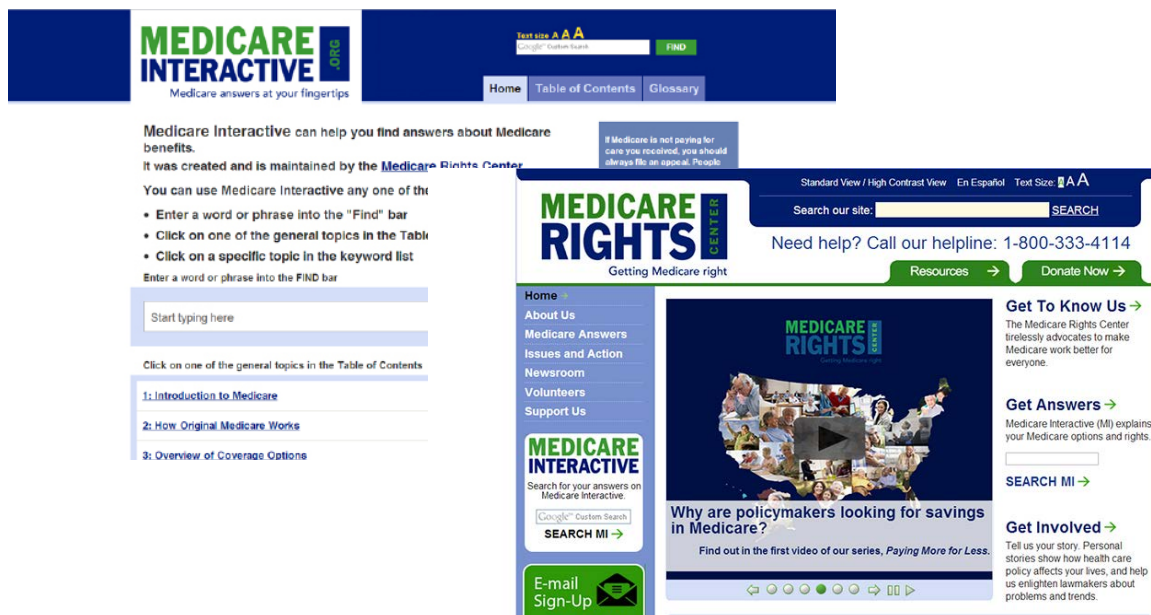 MEDICARE
INTERACTIVE
.ORG
Medicare answers at your fingertips
Text size A A A
Google™ Custom Search
FIND
Home
Table of Contents
Glossary
Medicare Interactive can help you find answers about Medicare
benefits.
It was created and is maintained by the Medicare Rights Center
You can use Medicare Interactive any one of the
• Enter a word or phrase into the "Find" bar
• Click on one of the general topics in the Tabl
• Click on a specific topic in the keyword list
Enter a word or phrase into the FIND bar
Start typing here
Click on one of the general topics in the Table of Contents
1: Introduction to Medicare
2: How Original Medicare Works
3: Overview of Coverage Options
If Medicare is not paying for
care you received, you should
always file an appeal. People
Standard View / High Contrast View
En Español
Text Size: A A A
MEDICARE
RIGHTS
CENTER
Getting Medicare right
Search our site:
SEARCH
Need help? Call our helpline: 1-800-333-4114
Resources →
Donate Now →
Home →
About Us
Medicare Answers
Issues and Action
Newsroom
Volunteers
Support Us
MEDICARE
INTERACTIVE
Search for your answers on
Medicare Interactive.
Google™ Custom Search
SEARCH MI →
E-mail
Sign-Up
MEDICARE
RIGHTS
CENTER
Getting Medicare right
Why are policymakers looking for savings
in Medicare?
Find out in the first video of our series, Paying More for Less.
Get To Know Us →
The Medicare Rights Center
tirelessly advocates to make
Medicare work better for
everyone.
Get Answers →
Medicare Interactive (MI) explains
your Medicare options and rights.
SEARCH MI →
Get Involved →
Tell us your story. Personal
stories show how health care
policy affects your lives, and help
us enlighten lawmakers about
problems and trends.